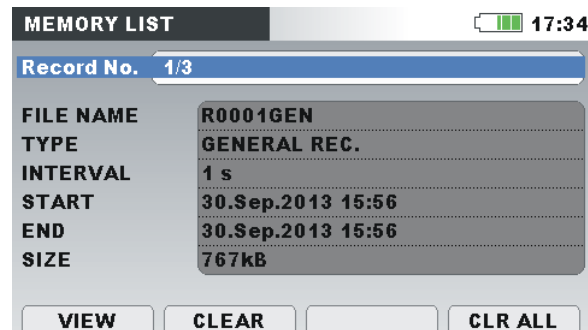 MEMORY LIST 17:34
Record No. 1/3
FILE NAME R0001GEN
TYPE GENERAL REC.
INTERVAL 1 s
START 30.Sep.2013 15:56
END 30.Sep.2013 15:56
SIZE 767kB
VIEW CLEAR CLR ALL